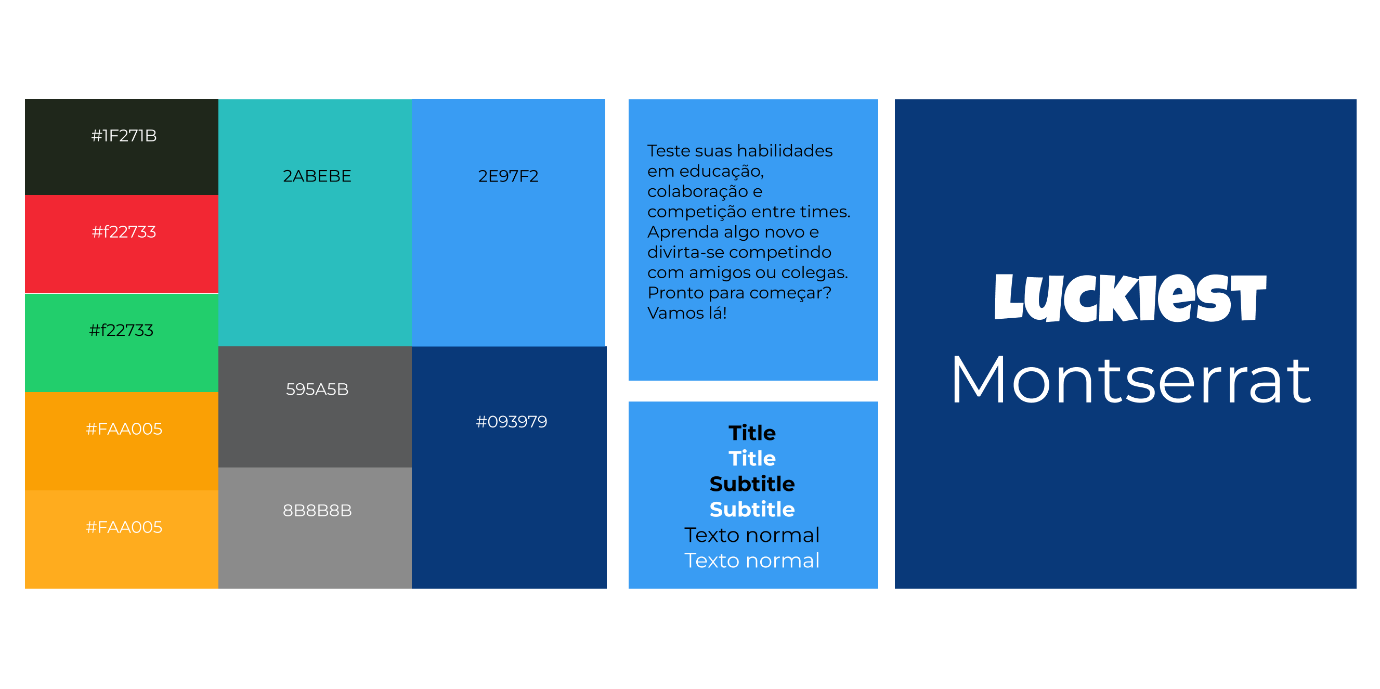 #1F271B
#f22733
#f22733
#FAA005
#FAA005
2ABEBE
595A5B
8B8B8B
2E97F2
#093979
Teste suas habilidades
em educação,
colaboração e
competição entre times.
Aprenda algo novo e
divirta-se competindo
com amigos ou colegas.
Pronto para começar?
Vamos lá!
Title
Title
Subtitle
Subtitle
Texto normal
Texto normal
LUCKIEST
Montserrat